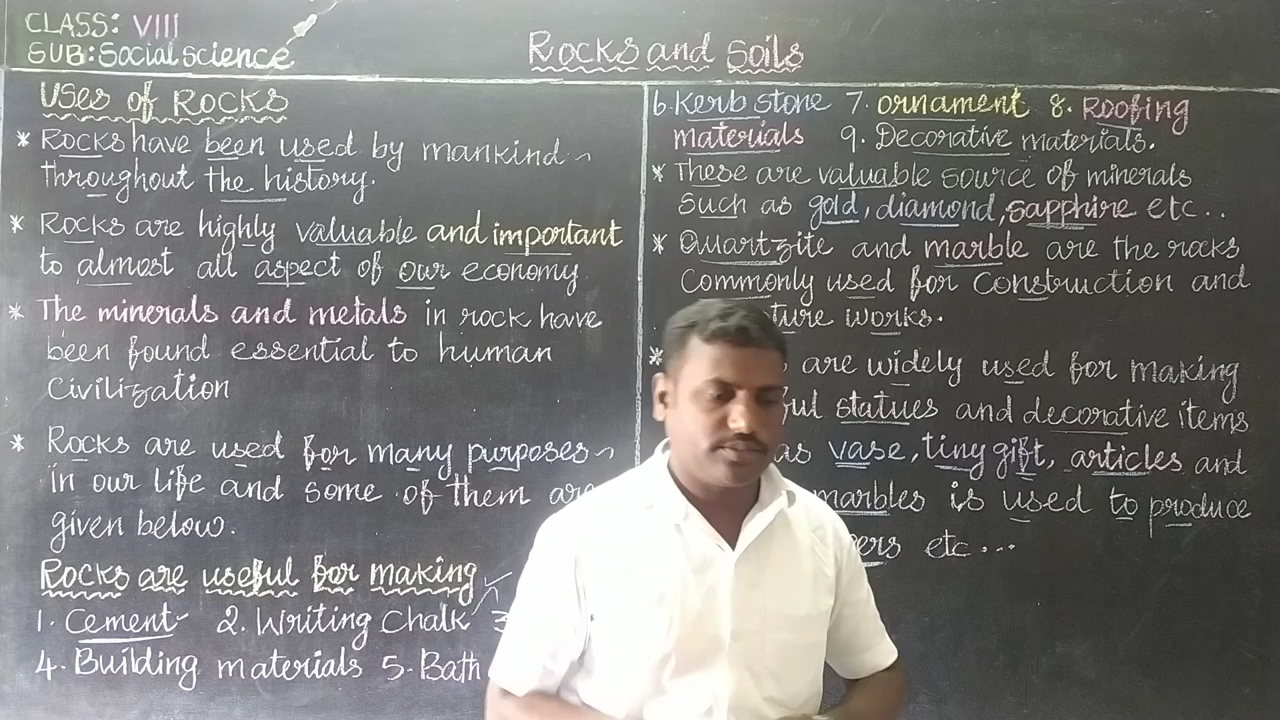 CLASS: VIII
SUB: Social science
Rocks and Soils
Uses of Rocks
* Rocks have been used by mankind
throughout the history.
* Rocks are highly valuable and important
to almost all aspect of our economy.
* The minerals and metals in rock have
been found essential to human
Civilization
* Rocks are used for many purposes
in our life and some of them are
given below.
Rocks are useful for making
1. Cement 2. Writing Chalk 3
4. Building materials 5. Bath
6. Kerb stone 7. ornament 8. Roofing
materials 9. Decorative materials.
* These are valuable source of minerals
such as gold, diamond, sapphire etc..
* Quartzite and marble are the rocks
Commonly used for Construction and
works.
* are widely used for making
statues and decorative items
as vase, tiny gift, articles and
marbles is used to produce
etc...